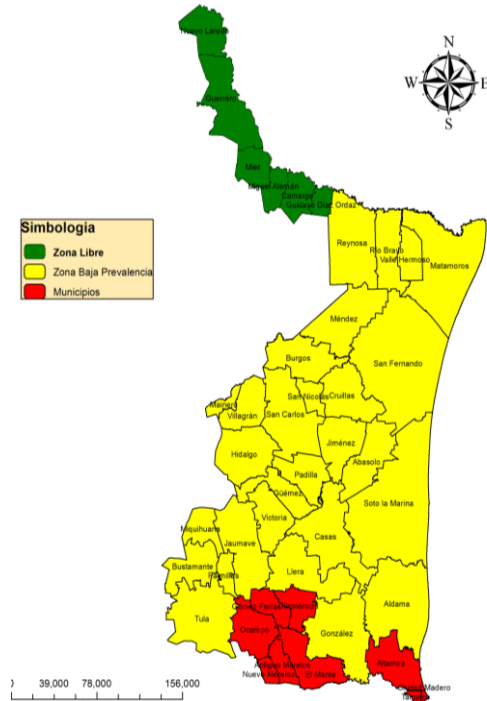 Nuevo Laredo
N
W
E
S
Guerrero
Mier
Miguel Alemán
Camargo
Gustavo Díaz Ordaz
Simbologia
Zona Libre
Zona Baja Prevalencia
Municipios
Reynosa
Río Bravo
Valle Hermoso
Matamoros
Méndez
Burgos
San Fernando
San Nicolás
Cruillas
Mainero
Villagrán
San Carlos
Jiménez
Hidalgo
Abasolo
Padilla
Güémez
Soto la Marina
Victoria
Miquihuana
Casas
Jaumave
Bustamante
Palmillas
Llera
Tula
Gómez Farías
Xicoténcatl
Aldama
Ocampo
González
Antiguo Morelos
Nuevo Morelos
El Mante
Altamira
Ciudad Madero
Tampico
0 39,000 78,000 156,000